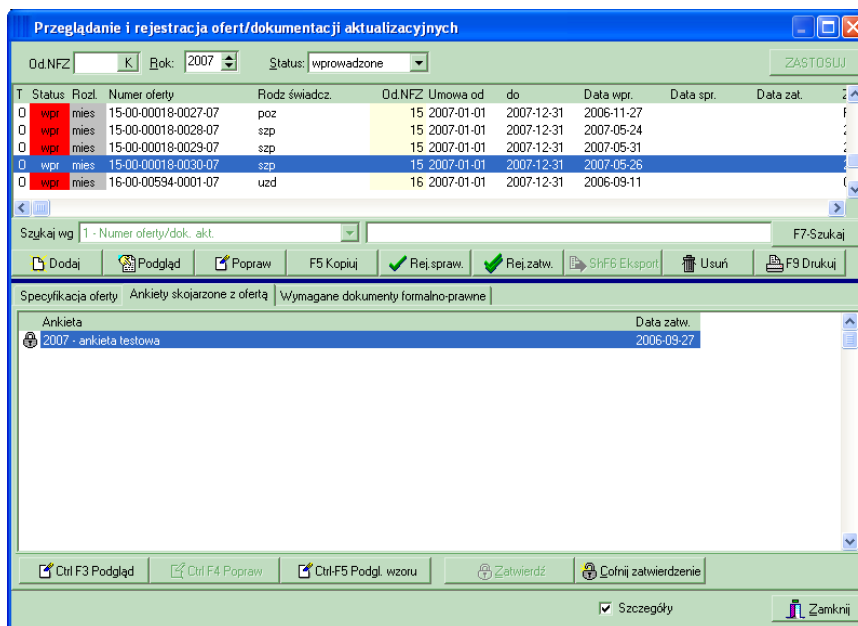 Przeglądanie i rejestracja ofert/dokumentacji aktualizacyjnych
Od.NFZ K Rok: 2007 Status: wprowadzone ZASTOSUJ
T Status Rozl. Numer oferty Rodz świadcz. Od.NFZ Umowa od do Data wpr. Data spr. Data zat.
O wpr mies 15-00-00018-0027-07 poz 15 2007-01-01 2007-12-31 2006-11-27
O wpr mies 15-00-00018-0028-07 szp 15 2007-01-01 2007-12-31 2007-05-24
O wpr mies 15-00-00018-0029-07 szp 15 2007-01-01 2007-12-31 2007-05-31
O wpr mies 15-00-00018-0030-07 szp 15 2007-01-01 2007-12-31 2007-05-26
O wpr mies 16-00-00594-0001-07 uzd 16 2007-01-01 2007-12-31 2006-09-11
Szukaj wg 1 - Numer oferty/dok. akt. F7-Szukaj
Dodaj Podgląd Popraw F5 Kopiuj Rej.spraw. Rej.zatw. ShF6 Eksport Usuń F9 Drukuj
Specyfikacja oferty Ankiety skojarzone z ofertą Wymagane dokumenty formalno-prawne
Ankieta Data zatw.
2007 - ankieta testowa 2006-09-27
Ctrl F3 Podgląd Ctrl F4 Popraw Ctrl-F5 Podgl. wzoru Zatwierdź Cofnij zatwierdzenie
Szczegóły Zamknij